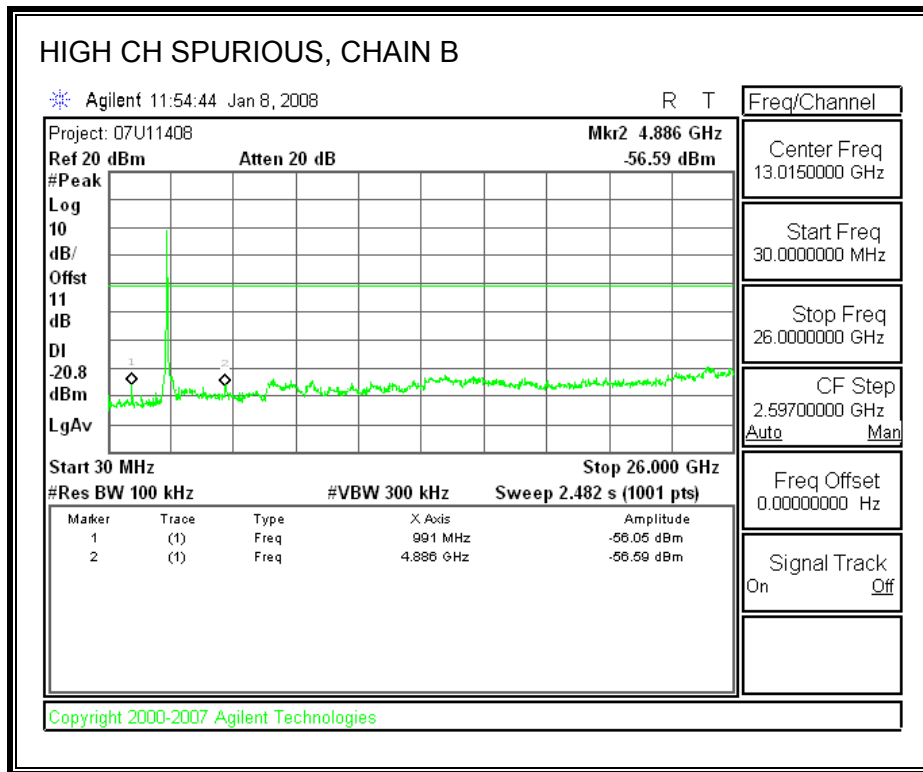 HIGH CH SPURIOUS, CHAIN B
Agilent 11:54:44 Jan 8, 2008 R T
Project: 07U11408 Mkr2 4.886 GHz
Ref 20 dBm Atten 20 dB -56.59 dBm
#Peak
Log
10
dB/
Offst
11
dB
DI
-20.8
dBm
LgAv
1
2
Start 30 MHz Stop 26.000 GHz
#Res BW 100 kHz #VBW 300 kHz Sweep 2.482 s (1001 pts)
Marker Trace Type X Axis Amplitude
1 (1) Freq 991 MHz -56.05 dBm
2 (1) Freq 4.886 GHz -56.59 dBm
Freq/Channel
Center Freq
13.0150000 GHz
Start Freq
30.0000000 MHz
Stop Freq
26.0000000 GHz
CF Step
2.59700000 GHz
Auto Man
Freq Offset
0.00000000 Hz
Signal Track
On Off
Copyright 2000-2007 Agilent Technologies